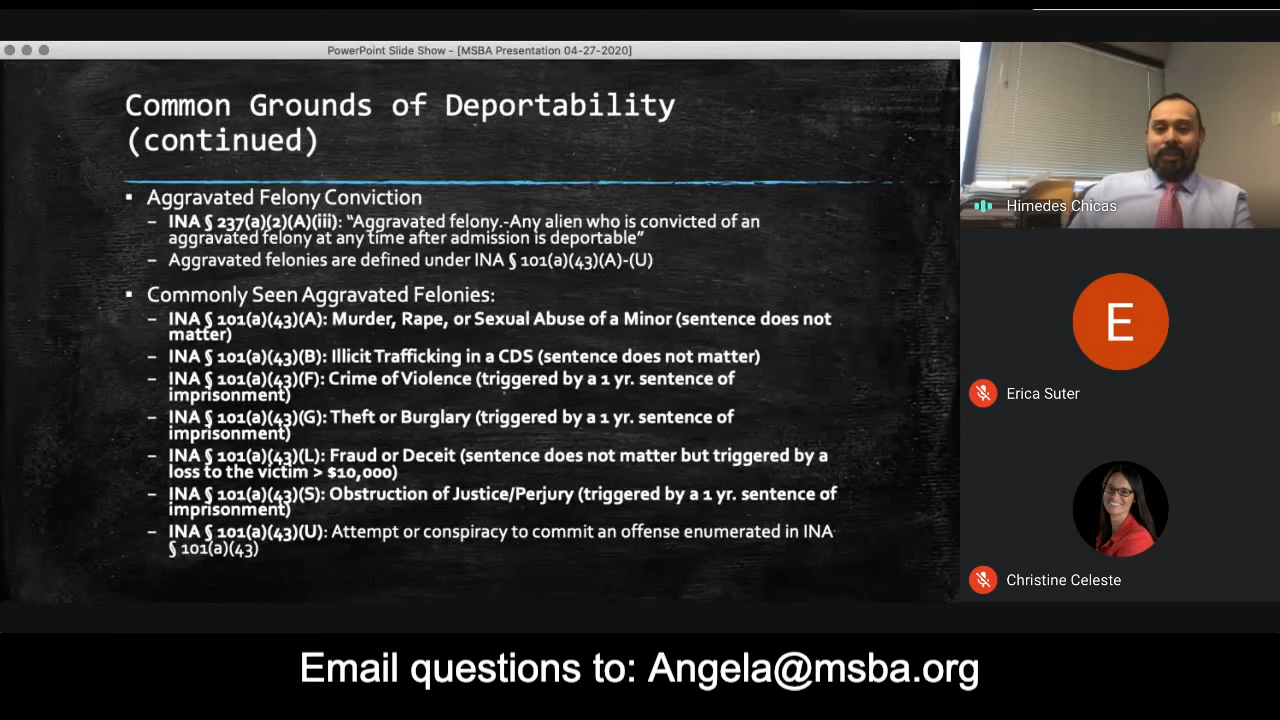 PowerPoint Slide Show - [MSBA Presentation 04-27-2020]
Common Grounds of Deportability
(continued)
▪ Aggravated Felony Conviction
– INA § 237(a)(2)(A)(iii): “Aggravated felony.-Any alien who is convicted of an
aggravated felony at any time after admission is deportable”
– Aggravated felonies are defined under INA § 101(a)(43)(A)-(U)
▪ Commonly Seen Aggravated Felonies:
– INA § 101(a)(43)(A): Murder, Rape, or Sexual Abuse of a Minor (sentence does not
matter)
– INA § 101(a)(43)(B): Illicit Trafficking in a CDS (sentence does not matter)
– INA § 101(a)(43)(F): Crime of Violence (triggered by a 1 yr. sentence of
imprisonment)
– INA § 101(a)(43)(G): Theft or Burglary (triggered by a 1 yr. sentence of
imprisonment)
– INA § 101(a)(43)(L): Fraud or Deceit (sentence does not matter but triggered by a
loss to the victim > $10,000)
– INA § 101(a)(43)(S): Obstruction of Justice/Perjury (triggered by a 1 yr. sentence of
imprisonment)
– INA § 101(a)(43)(U): Attempt or conspiracy to commit an offense enumerated in INA
§ 101(a)(43)
Himedes Chicas
E
Erica Suter
Christine Celeste
Email questions to: Angela@msba.org